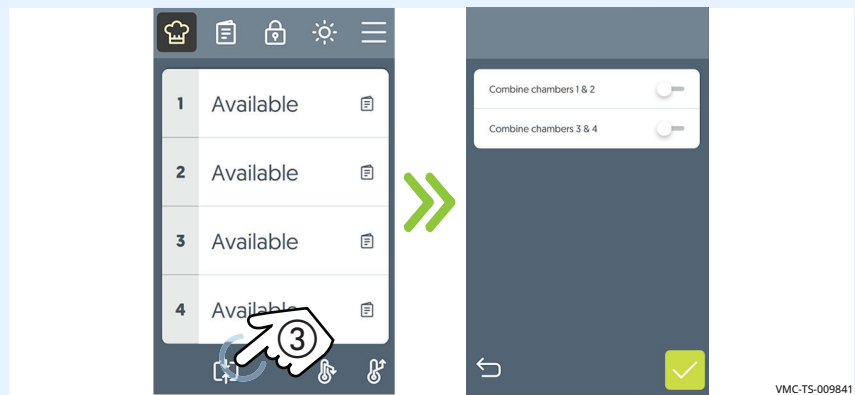 1 Available
2 Available
3 Available
4 Available
3
Combine chambers 1 & 2
Combine chambers 3 & 4
VMC-TS-009841